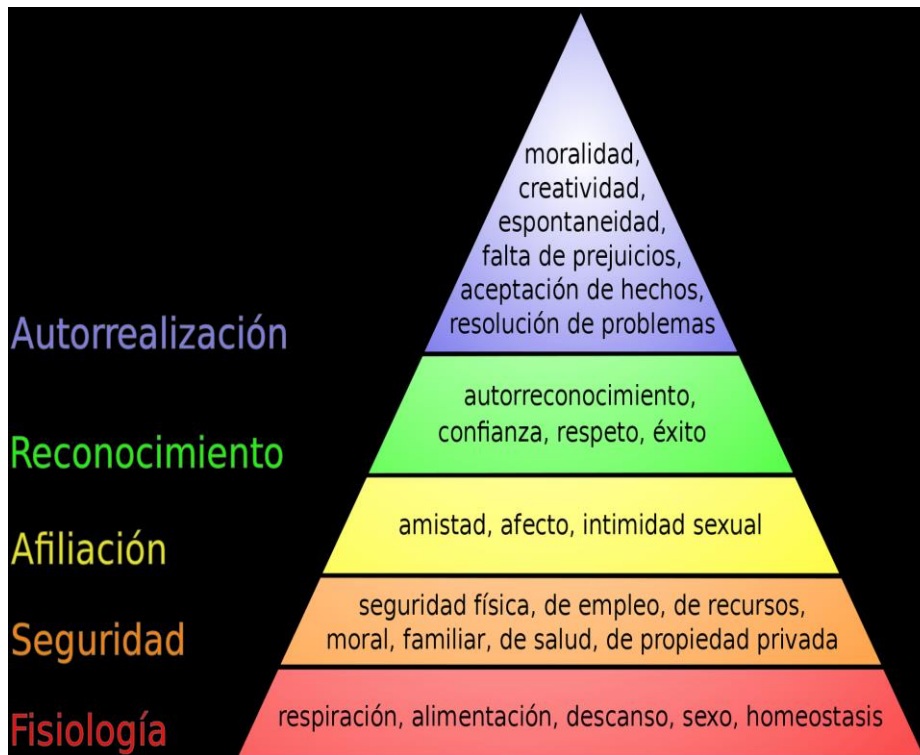 moralidad,
creatividad,
espontaneidad,
falta de prejuicios,
aceptación de hechos,
resolución de problemas
Autorrealización
autorreconocimiento,
confianza, respeto, éxito
Reconocimiento
amistad, afecto, intimidad sexual
Afiliación
seguridad física, de empleo, de recursos,
moral, familiar, de salud, de propiedad privada
Seguridad
respiración, alimentación, descanso, sexo, homeostasis
Fisiología